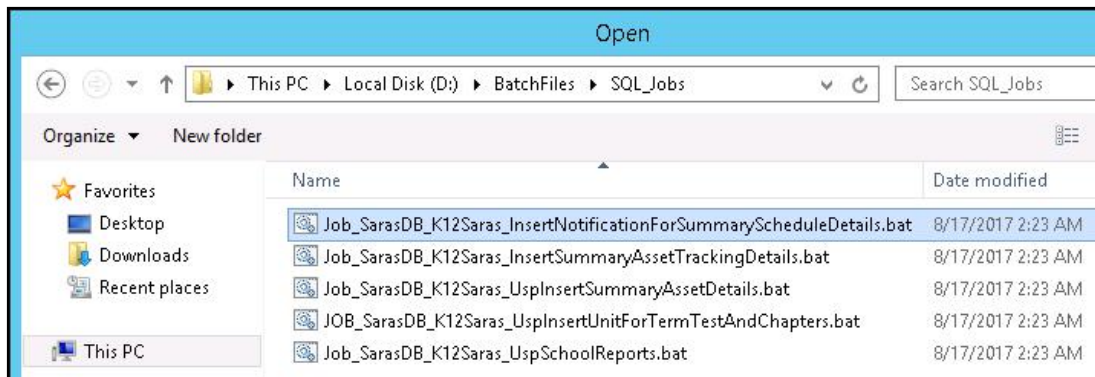 Open
This PC Local Disk (D:) BatchFiles SQL_Jobs Search SQL_Jobs
Organize New folder
Favorites
Desktop
Downloads
Recent places
This PC
Name Date modified
Job_SarasDB_K12Saras_InsertNotificationForSummaryScheduleDetails.bat 8/17/2017 2:23 AM
Job_SarasDB_K12Saras_InsertSummaryAssetTrackingDetails.bat 8/17/2017 2:23 AM
Job_SarasDB_K12Saras_UspInsertSummaryAssetDetails.bat 8/17/2017 2:23 AM
JOB_SarasDB_K12Saras_UspInsertUnitForTermTestAndChapters.bat 8/17/2017 2:23 AM
Job_SarasDB_K12Saras_UspSchoolReports.bat 8/17/2017 2:23 AM